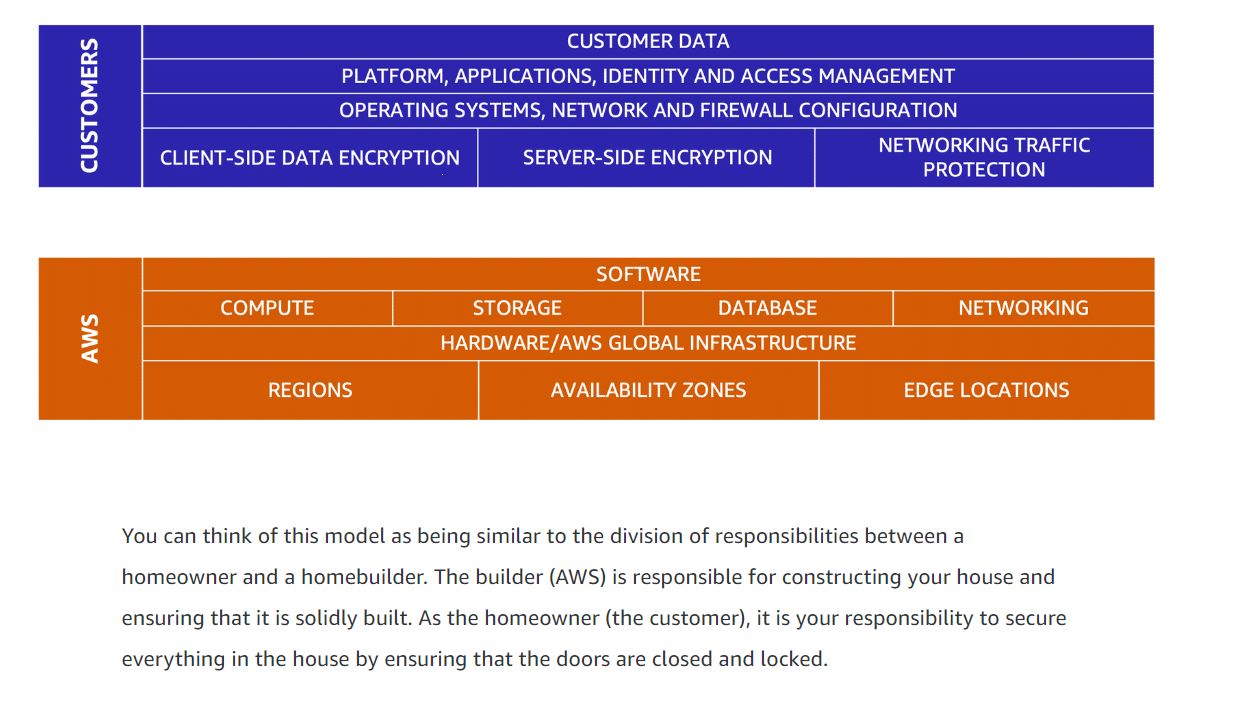 CUSTOMERS
CUSTOMER DATA
PLATFORM, APPLICATIONS, IDENTITY AND ACCESS MANAGEMENT
OPERATING SYSTEMS, NETWORK AND FIREWALL CONFIGURATION
CLIENT-SIDE DATA ENCRYPTION
SERVER-SIDE ENCRYPTION
NETWORKING TRAFFIC
PROTECTION
AWS
SOFTWARE
COMPUTE
STORAGE
DATABASE
NETWORKING
HARDWARE/AWS GLOBAL INFRASTRUCTURE
REGIONS
AVAILABILITY ZONES
EDGE LOCATIONS
You can think of this model as being similar to the division of responsibilities between a
homeowner and a homebuilder. The builder (AWS) is responsible for constructing your house and
ensuring that it is solidly built. As the homeowner (the customer), it is your responsibility to secure
everything in the house by ensuring that the doors are closed and locked.